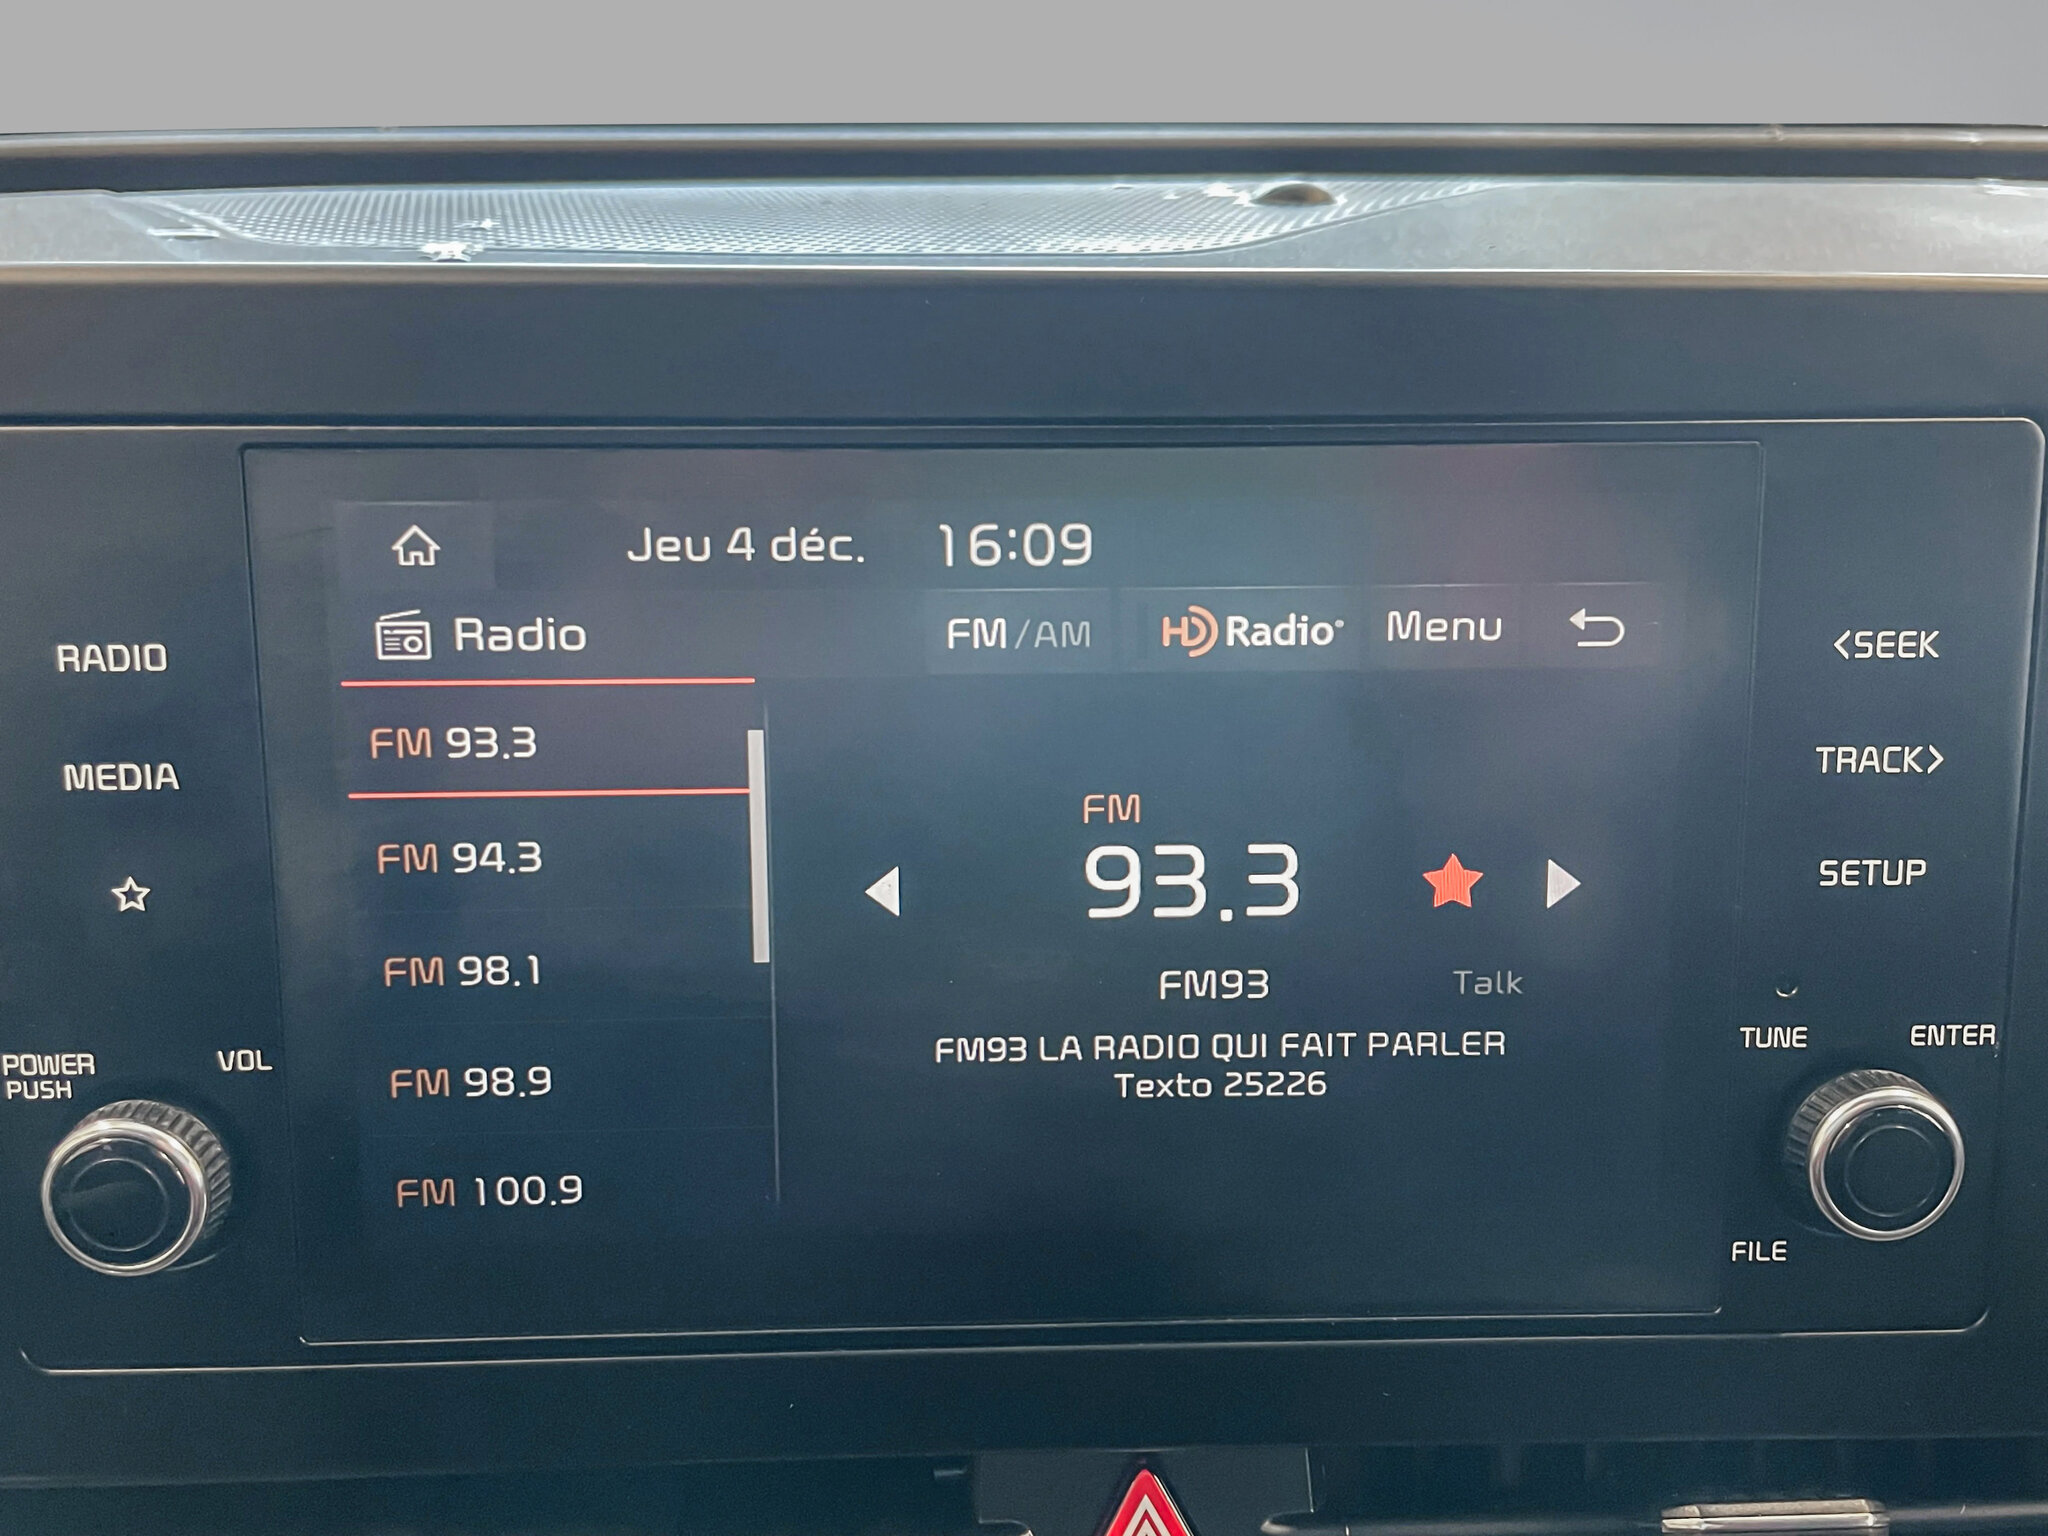 Jeu 4 déc. 16:09
Radio FM/AM HD Radio Menu
RADIO
MEDIA
POWER
PUSH
VOL
FM 93.3
FM 94.3
FM 98.1
FM 98.9
FM 100.9
FM
93.3
FM93 Talk
FM93 LA RADIO QUI FAIT PARLER
Texto 25226
<SEEK
TRACK>
SETUP
TUNE ENTER
FILE